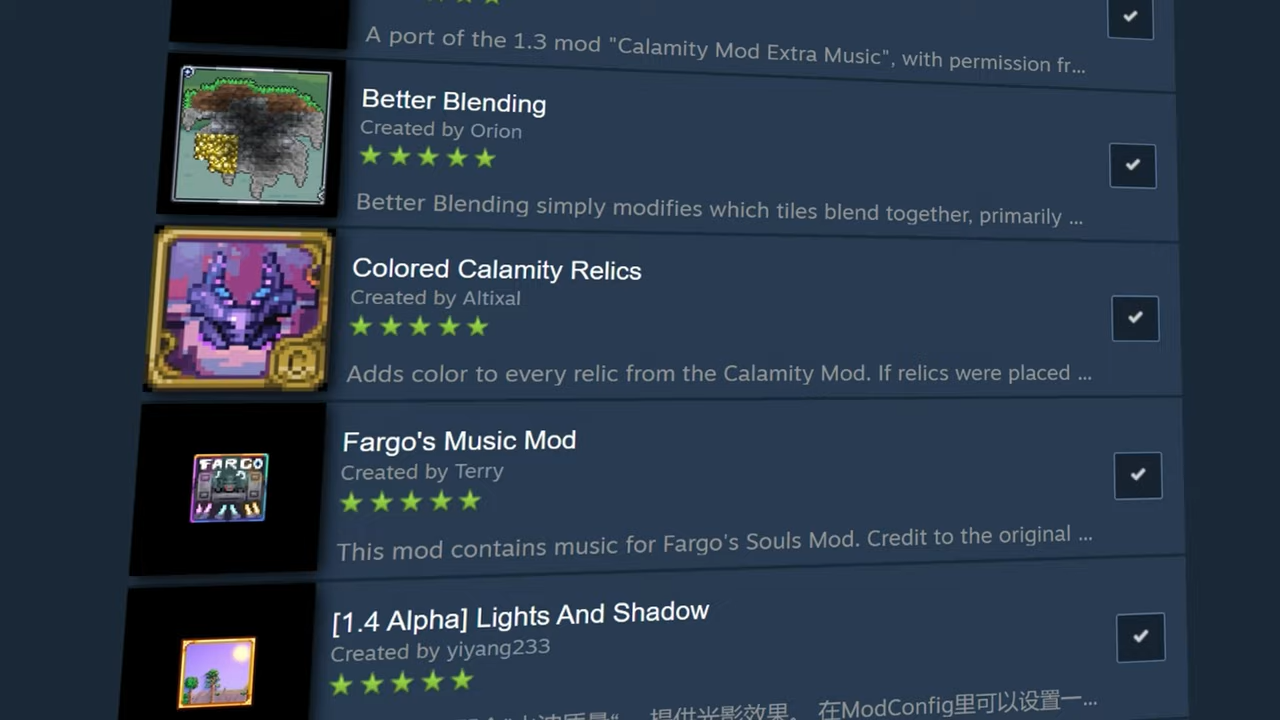 A port of the 1.3 mod "Calamity Mod Extra Music", with permission fr...
Better Blending
Created by Orion
Better Blending simply modifies which tiles blend together, primarily ...
Colored Calamity Relics
Created by Altixal
Adds color to every relic from the Calamity Mod. If relics were placed ...
FARGO
Fargo's Music Mod
Created by Terry
This mod contains music for Fargo's Souls Mod. Credit to the original ...
[1.4 Alpha] Lights And Shadow
Created by yiyang233
提供光影效果。 在ModConfig里可以设置一...